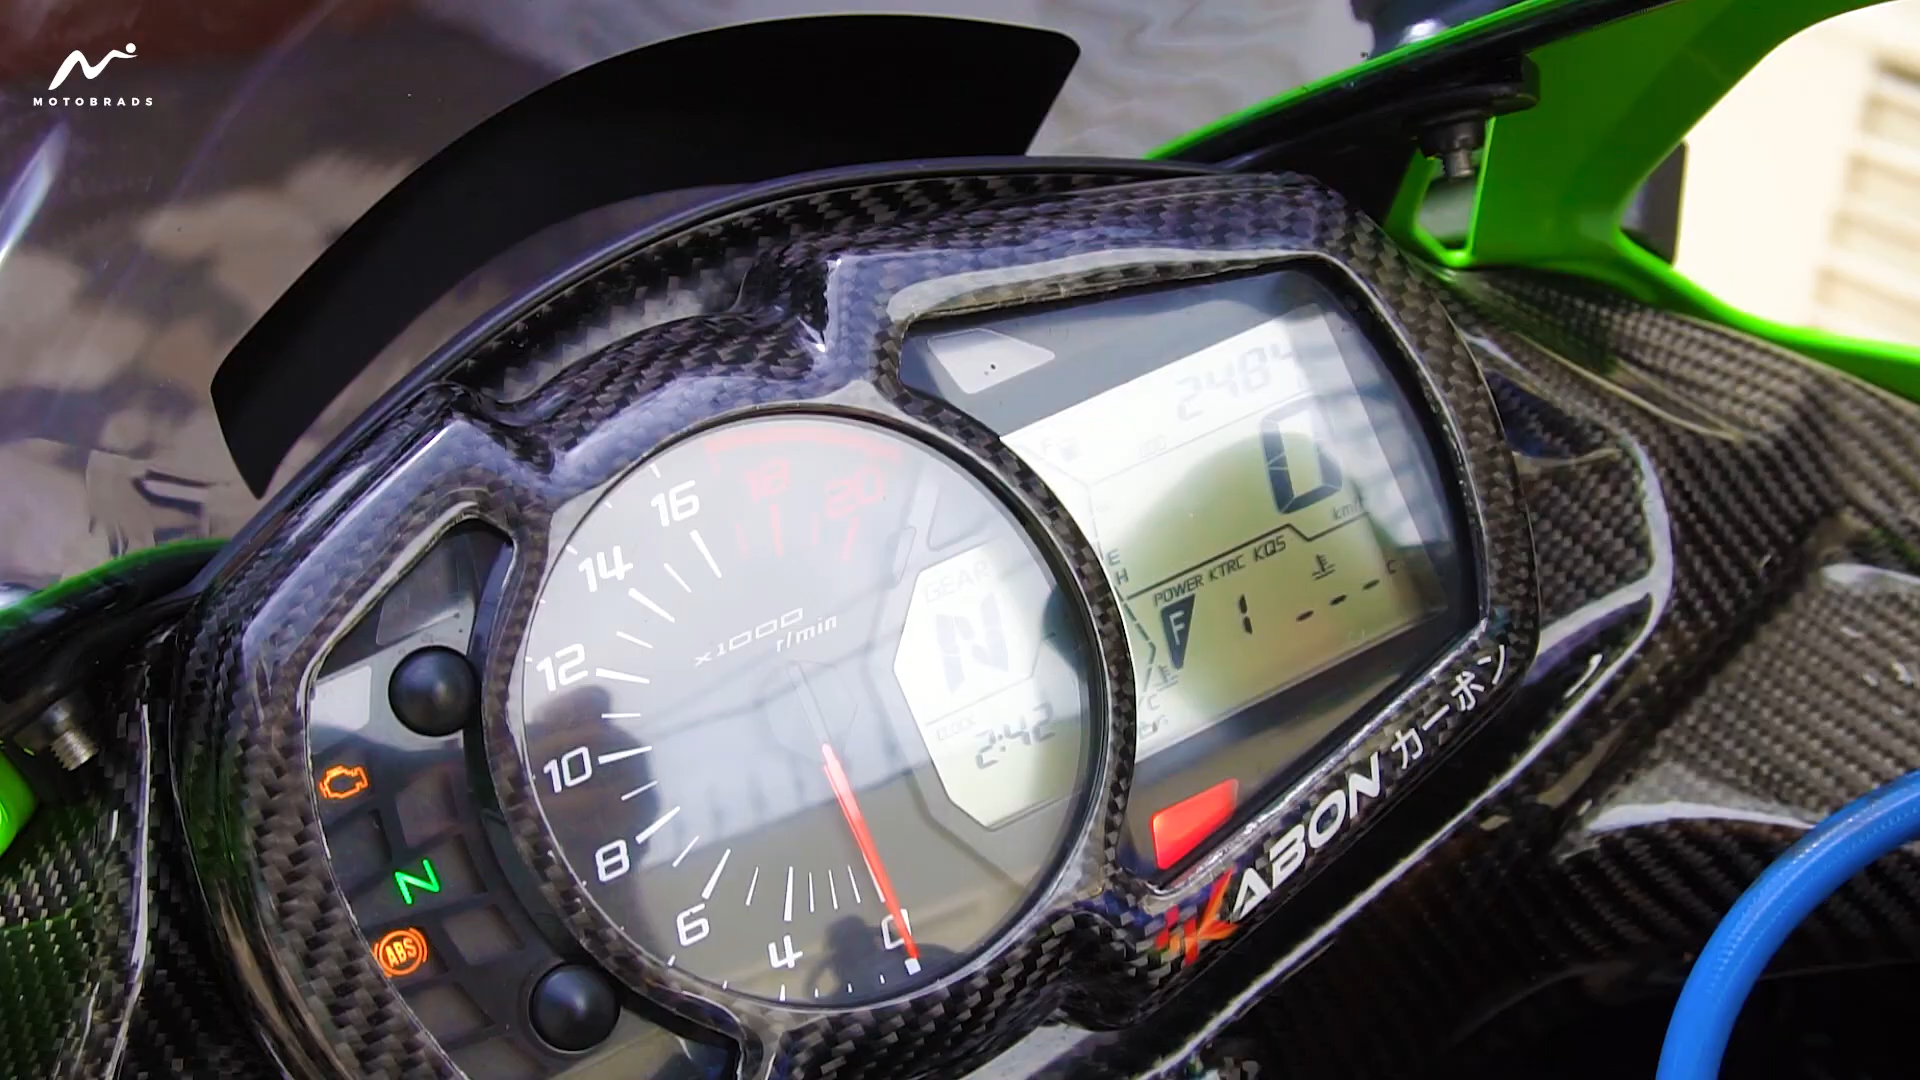 MOTOBRADS
2484
0
km/h
E
H
POWER KTRC KQS
F 1 --- C
18
20
16
14
12
10
8
6
4
0
x1000
r/min
GEAR
N
CLOCK
2:42
N
ABS
KABON カーボン